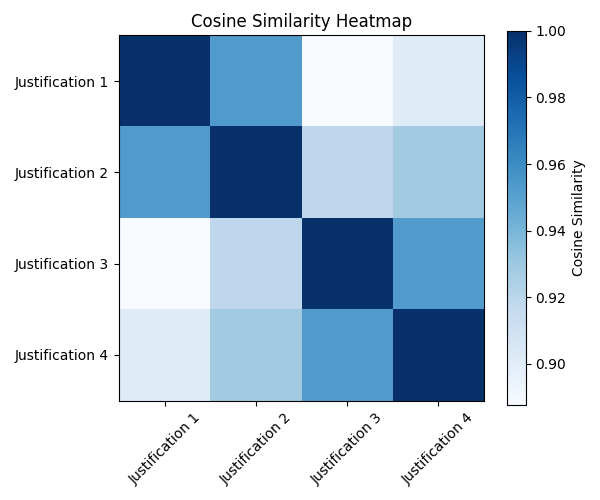 Cosine Similarity Heatmap
Justification 1
Justification 2
Justification 3
Justification 4
Justification 1
Justification 2
Justification 3
Justification 4
1.00
0.98
0.96
0.94
0.92
0.90
Cosine Similarity